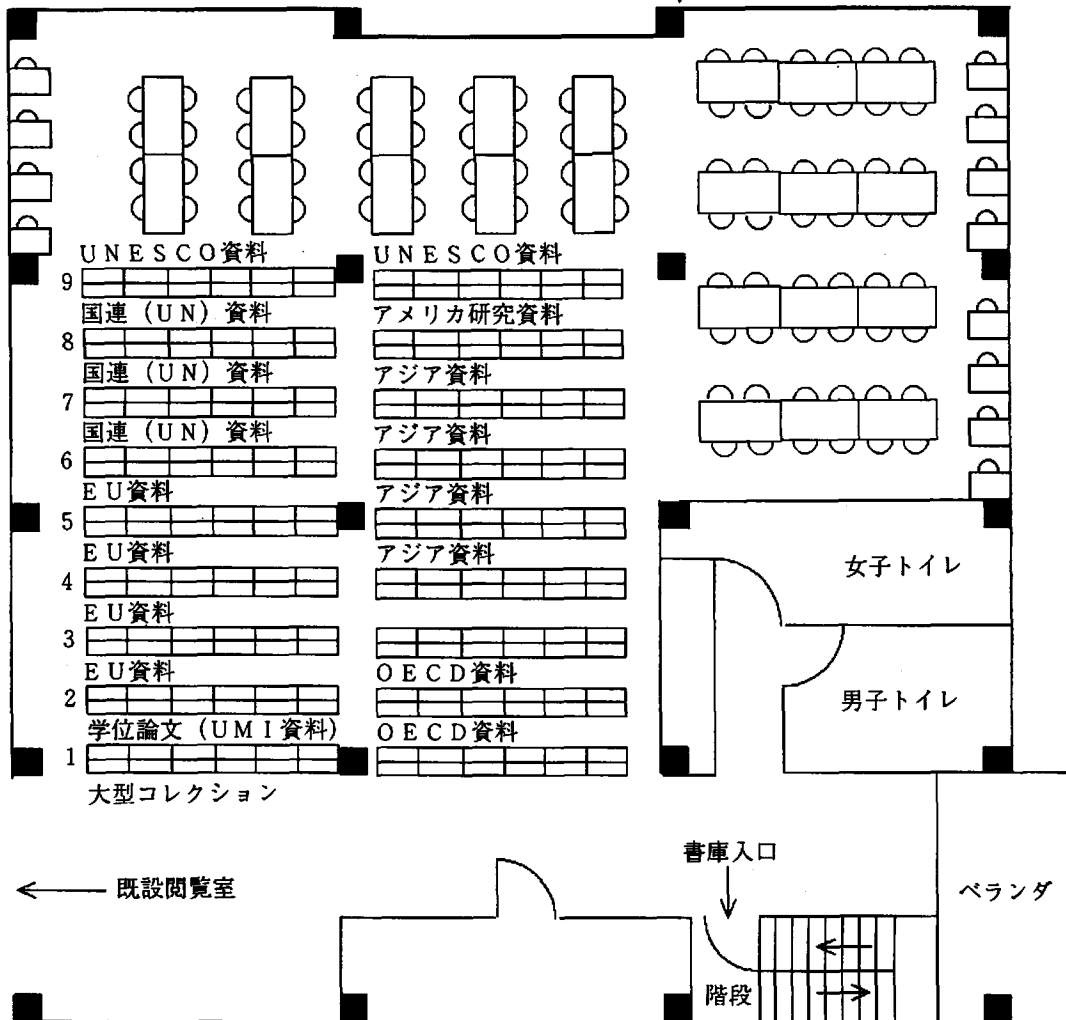 UNESCO資料 UNESCO資料
9
国連(UN)資料 アメリカ研究資料
8
国連(UN)資料 アジア資料
7
国連(UN)資料 アジア資料
6
EU資料 アジア資料
5
EU資料 アジア資料
4
EU資料
3
EU資料 OECD資料
2
学位論文(UMI資料) OECD資料
1
大型コレクション
女子トイレ
男子トイレ
書庫入口
既設閲覧室
ベランダ
階段